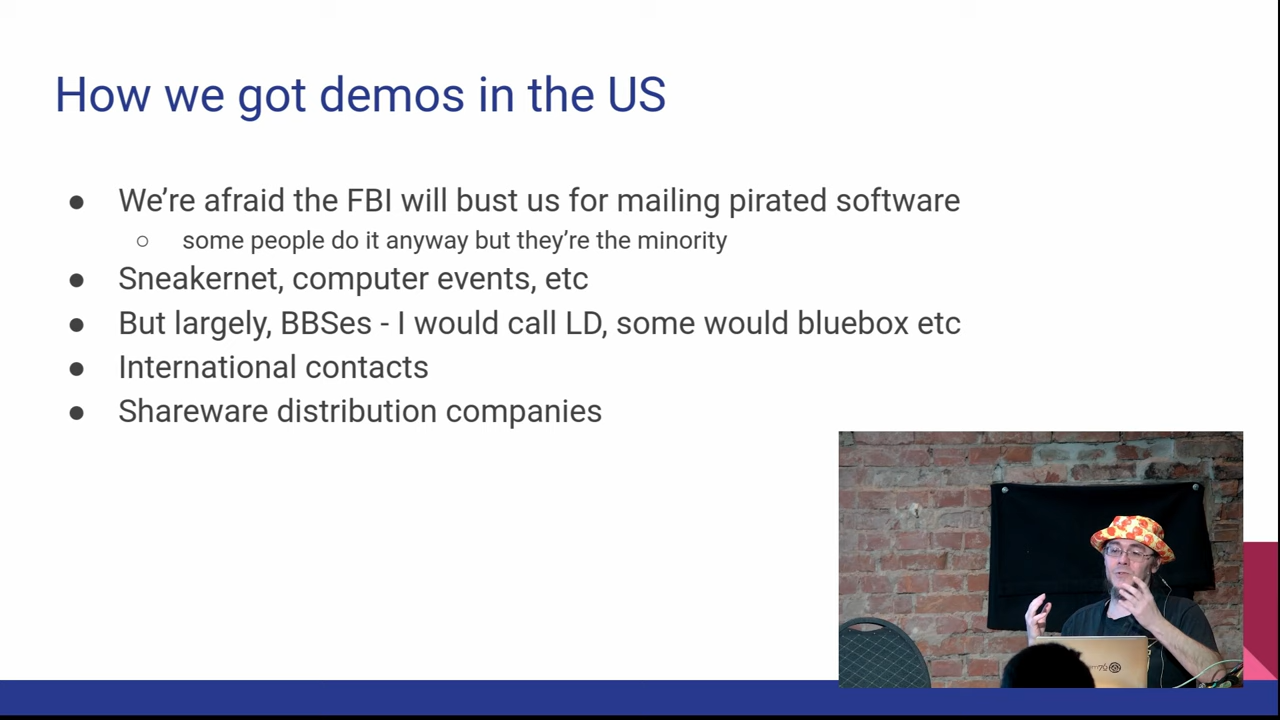 How we got demos in the US
● We’re afraid the FBI will bust us for mailing pirated software
○ some people do it anyway but they’re the minority
● Sneakernet, computer events, etc
● But largely, BBSes - I would call LD, some would bluebox etc
● International contacts
● Shareware distribution companies